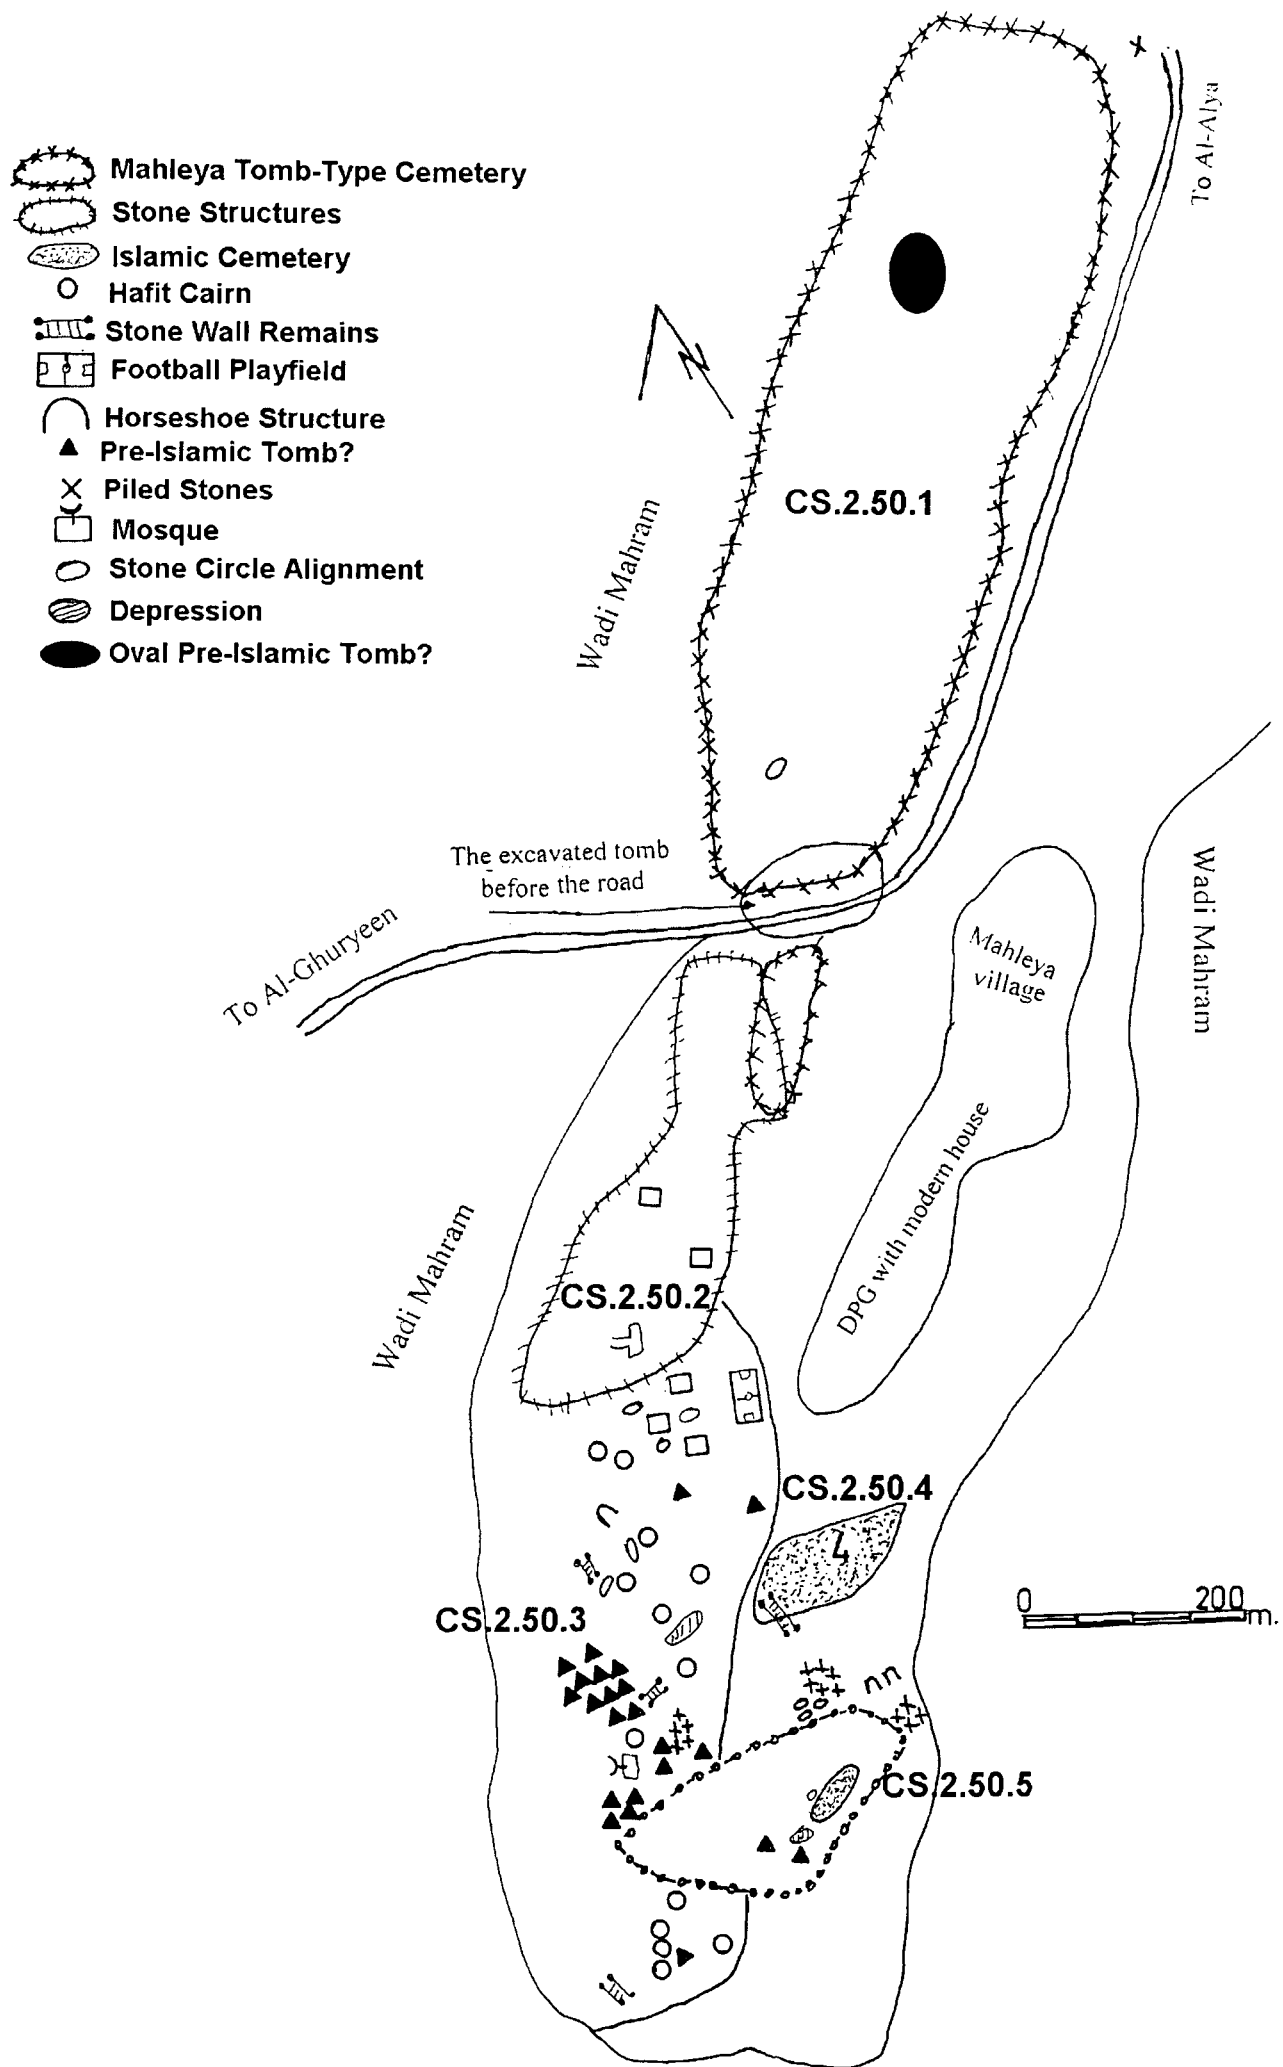 To Al-Alya
Mahleya Tomb-Type Cemetery
Stone Structures
Islamic Cemetery
Hafit Cairn
Stone Wall Remains
Football Playfield
Horseshoe Structure
Pre-Islamic Tomb?
Piled Stones
Mosque
Stone Circle Alignment
Depression
Oval Pre-Islamic Tomb?
N
CS.2.50.1
Wadi Mahram
The excavated tomb
before the road
Wadi Mahram
To Al-Ghuryeen
Mahleya
village
DPG with modern house
Wadi Mahram
CS.2.50.2
CS.2.50.4
4
CS.2.50.3
0 200 m.
CS.2.50.5